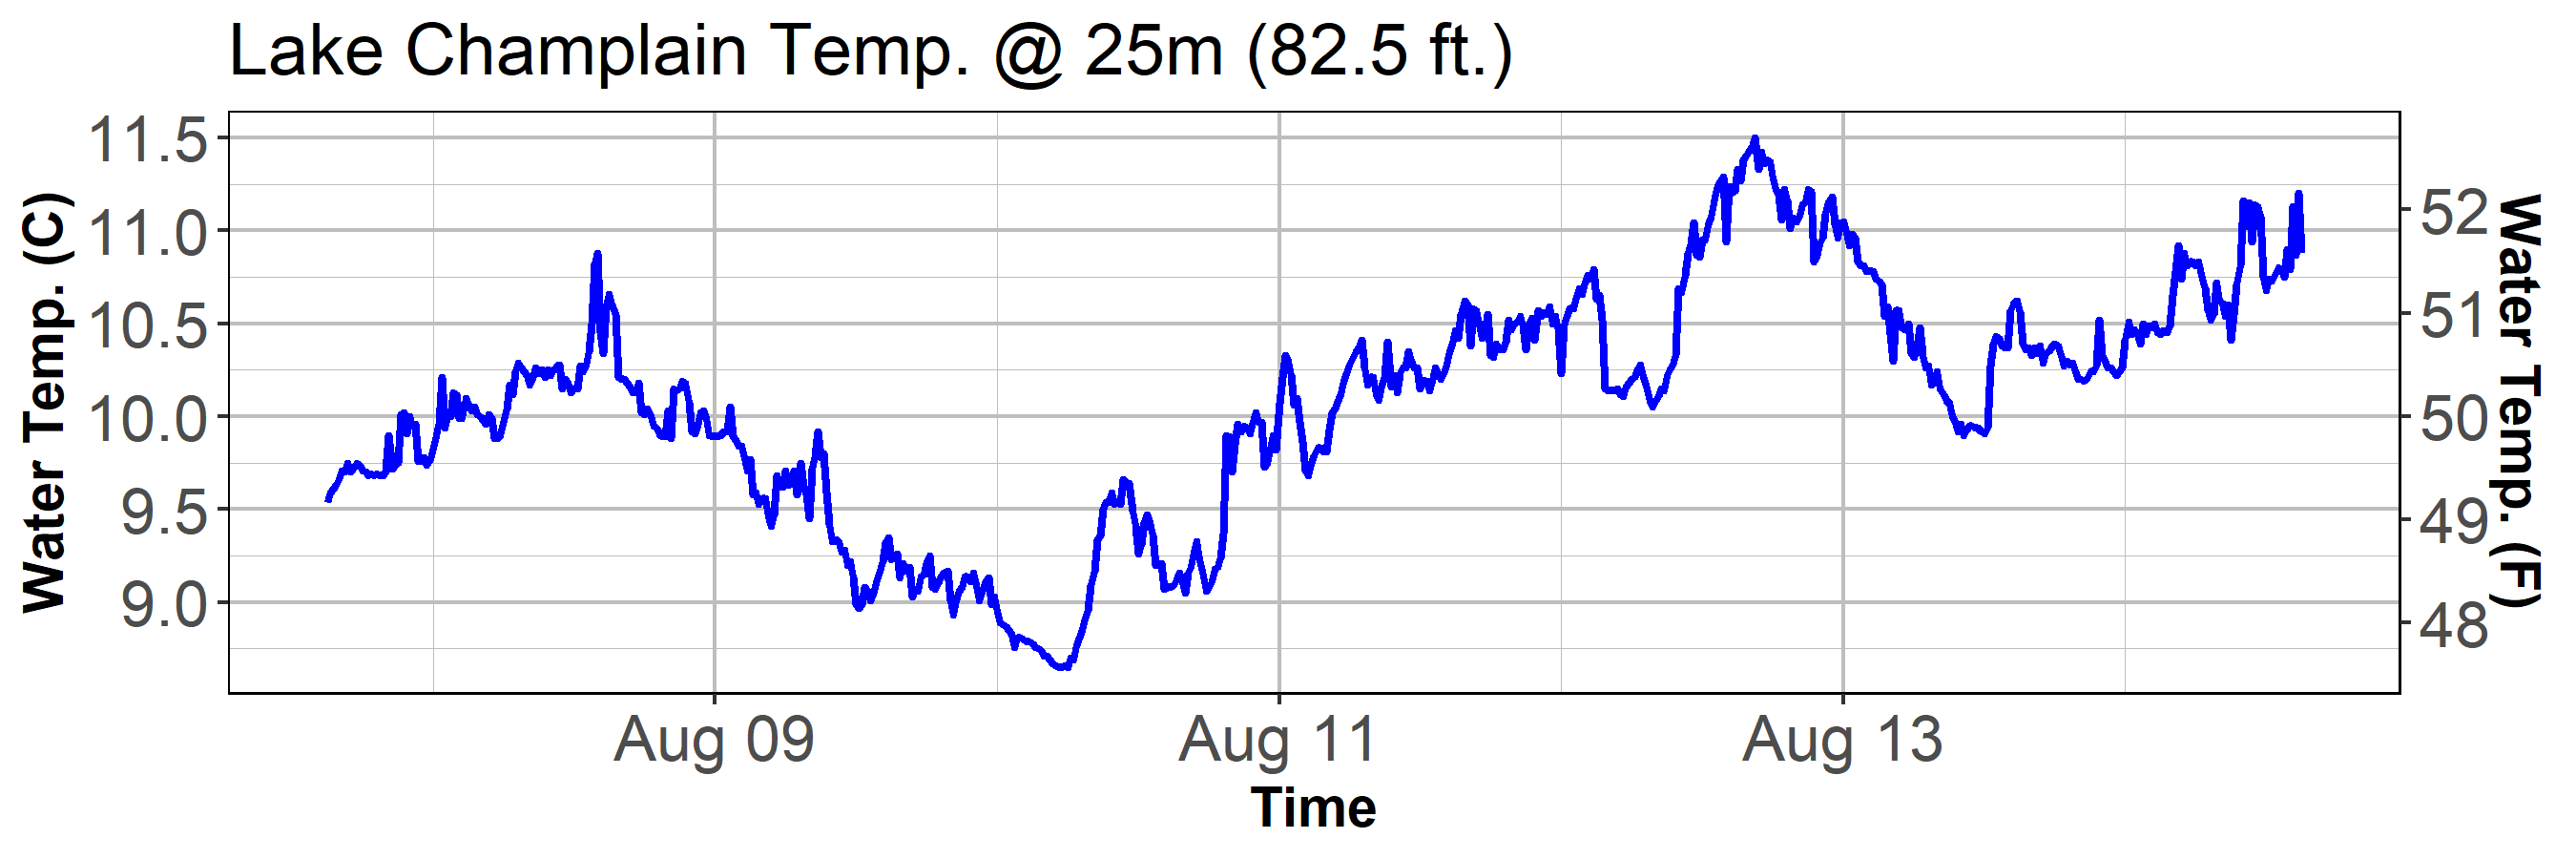 Lake Champlain Temp. @ 25m (82.5 ft.)
Water Temp. (C)
11.5
11.0
10.5
10.0
9.5
9.0
52
51
50
49
48
Water Temp. (F)
Aug 09 Aug 11 Aug 13
Time